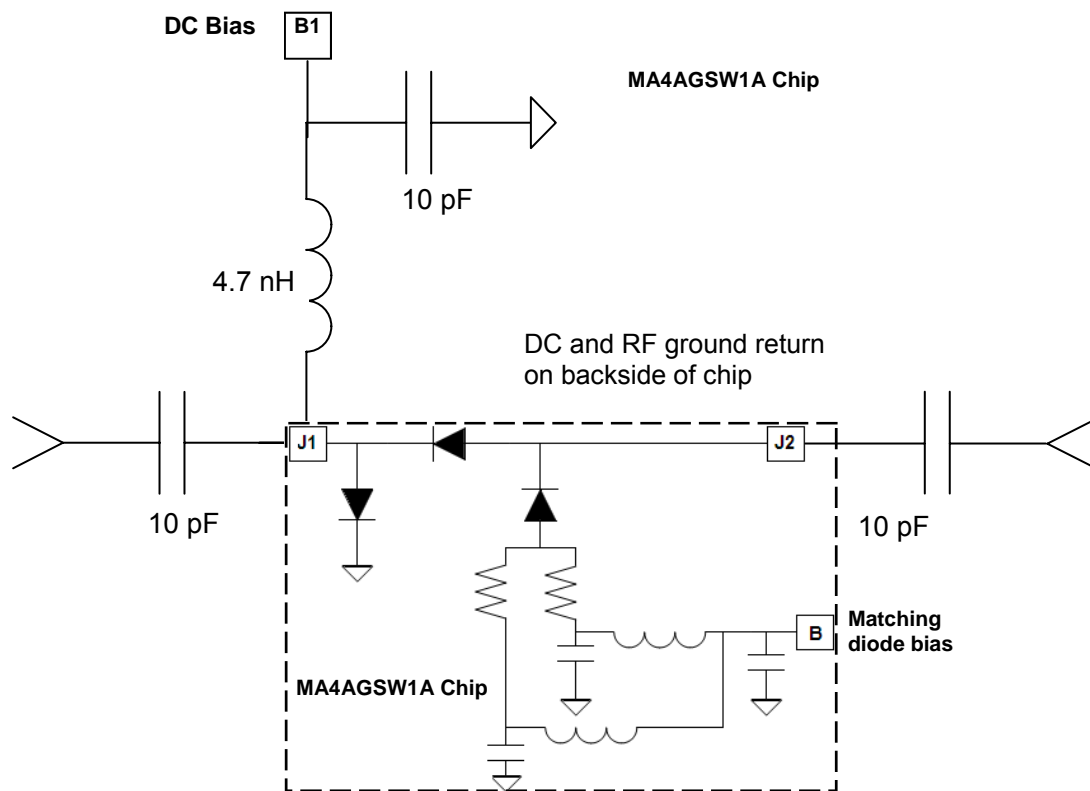 DC Bias
B1
MA4AGSW1A Chip
10 pF
4.7 nH
DC and RF ground return
on backside of chip
J1
J2
10 pF
10 pF
B
Matching
diode bias
MA4AGSW1A Chip